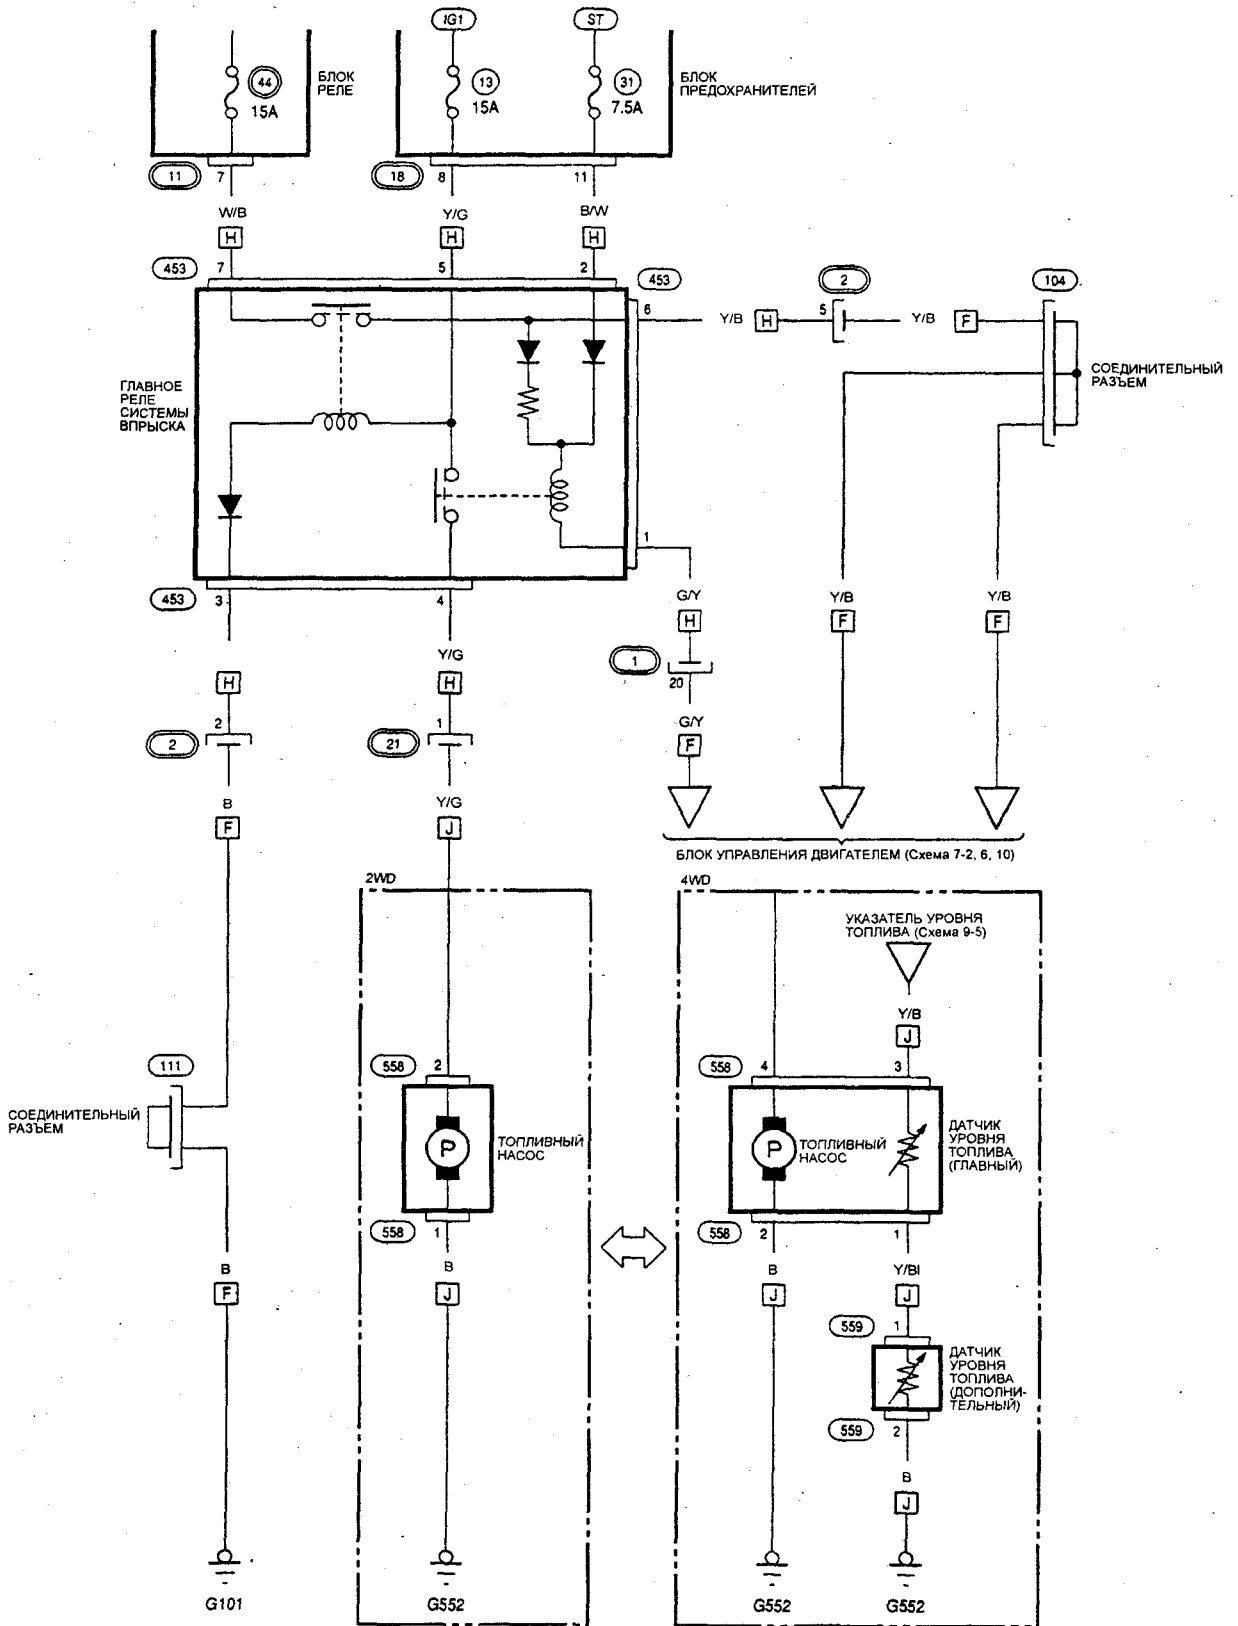 IG1
ST
44
15A
БЛОК
РЕЛЕ
13
15A
31
7.5A
БЛОК
ПРЕДОХРАНИТЕЛЕЙ
11
7
18
8
11
W/B
Y/G
B/W
H
H
H
453
7
5
2
453
2
104
6
Y/B
H
5
Y/B
F
СОЕДИНИТЕЛЬНЫЙ
РАЗЪЕМ
ГЛАВНОЕ
РЕЛЕ
СИСТЕМЫ
ВПРЫСКА
1
453
3
4
G/Y
H
Y/B
F
Y/B
F
Y/G
H
H
1
20
G/Y
F
2
2
21
1
B
F
Y/G
J
БЛОК УПРАВЛЕНИЯ ДВИГАТЕЛЕМ (Схема 7-2, 6, 10)
2WD
4WD
УКАЗАТЕЛЬ УРОВНЯ
ТОПЛИВА (Схема 9-5)
Y/B
J
111
558
2
558
4
3
СОЕДИНИТЕЛЬНЫЙ
РАЗЪЕМ
P
ТОПЛИВНЫЙ
НАСОС
P
ТОПЛИВНЫЙ
НАСОС
ДАТЧИК
УРОВНЯ
ТОПЛИВА
(ГЛАВНЫЙ)
558
1
558
2
1
B
F
B
J
B
J
Y/Bl
J
559
1
ДАТЧИК
УРОВНЯ
ТОПЛИВА
(ДОПОЛНИ-
ТЕЛЬНЫЙ)
559
2
B
J
G101
G552
G552
G552